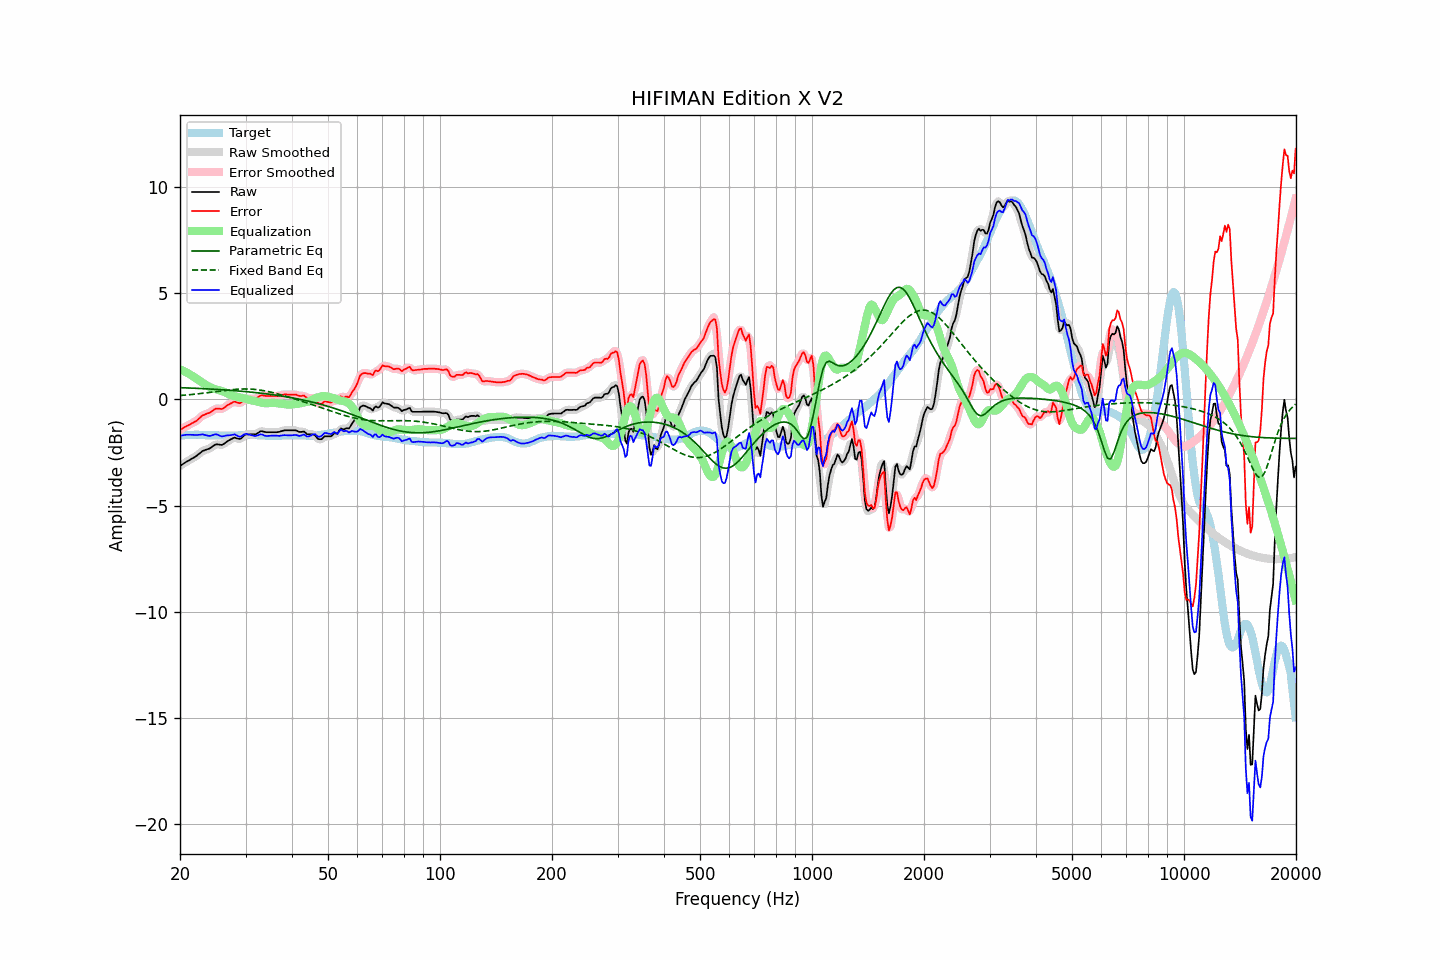 HIFIMAN Edition X V2
Target
Raw Smoothed
Error Smoothed
Raw
Error
Equalization
Parametric Eq
Fixed Band Eq
Equalized
Amplitude (dBr)
10
5
0
−5
−10
−15
−20
20
50
100
200
500
1000
2000
5000
10000
20000
Frequency (Hz)